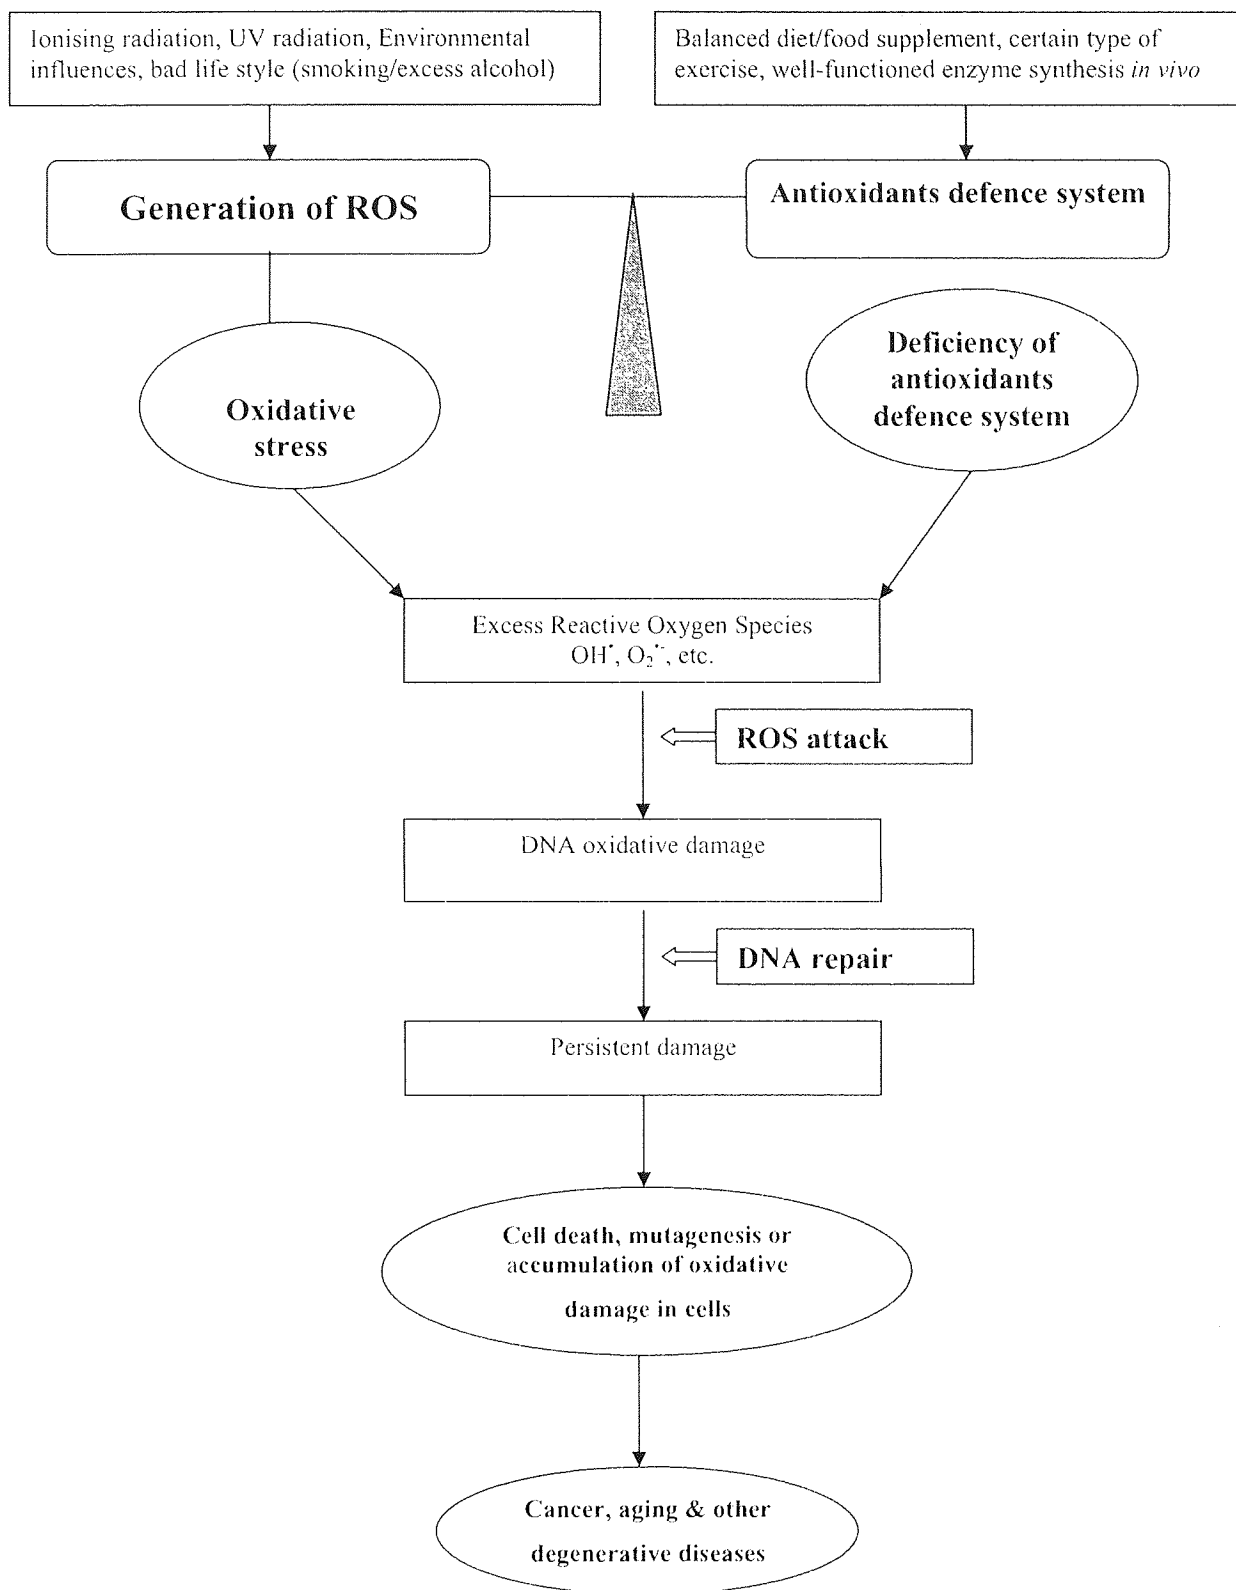 Ionising radiation, UV radiation, Environmental
influences, bad life style (smoking/excess alcohol)
Balanced diet/food supplement, certain type of
exercise, well-functioned enzyme synthesis in vivo
Generation of ROS
Antioxidants defence system
Oxidative
stress
Deficiency of
antioxidants
defence system
Excess Reactive Oxygen Species
OH•, O₂•-, etc.
ROS attack
DNA oxidative damage
DNA repair
Persistent damage
Cell death, mutagenesis or
accumulation of oxidative
damage in cells
Cancer, aging & other
degenerative diseases